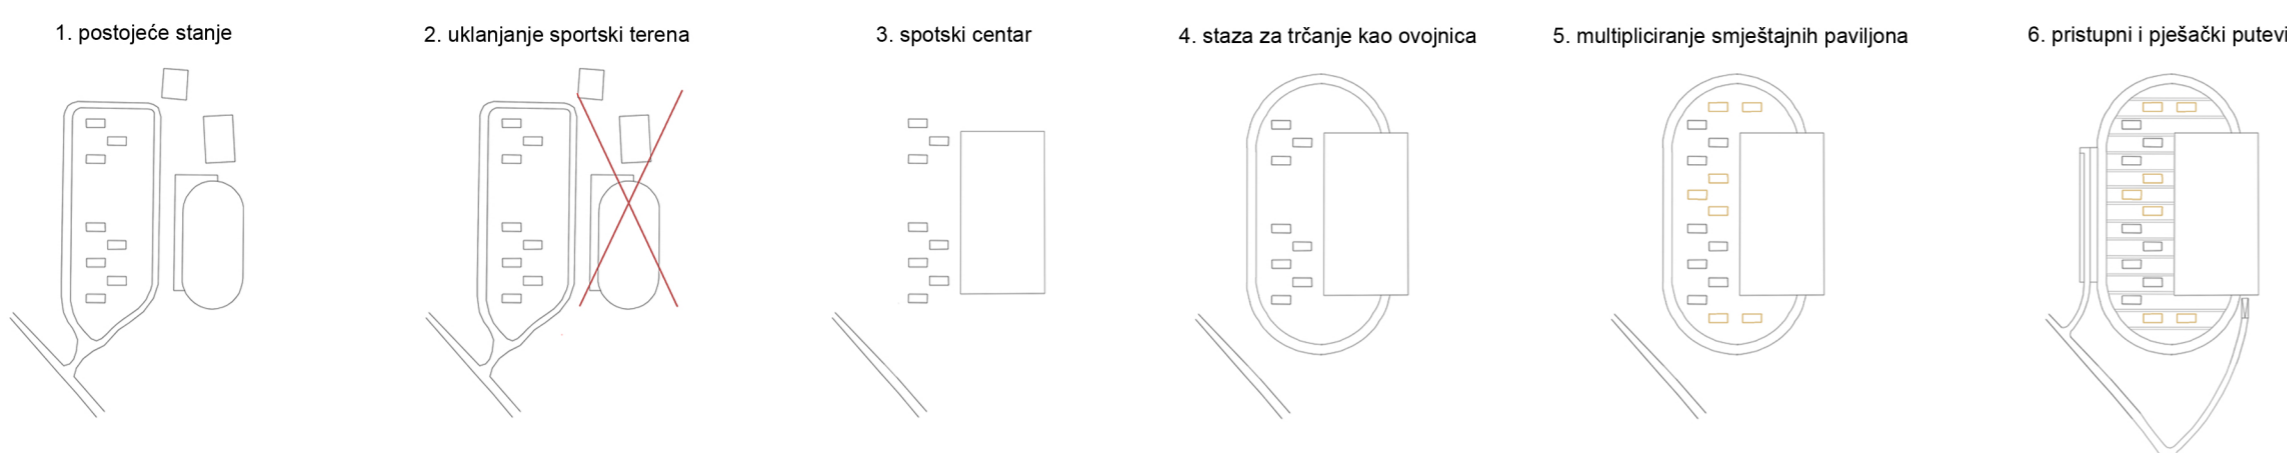 1. postojeće stanje
2. uklanjanje sportski terena
3. spotski centar
4. staza za trčanje kao ovojnica
5. multipliciranje smještajnih paviljona
6. pristupni i pješački putevi